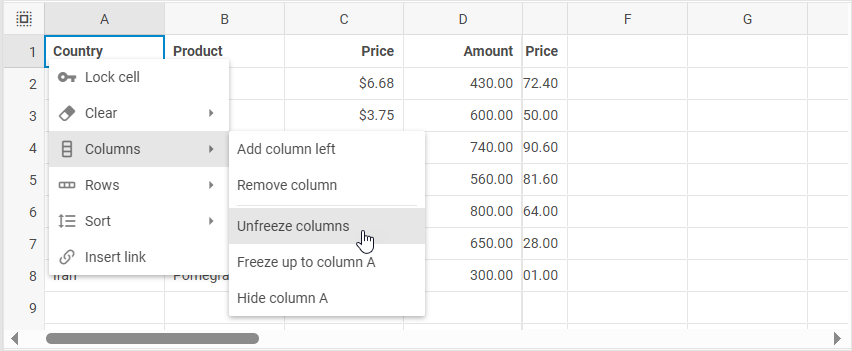 A B C D F G
1 Country Product Price Amount Price
Lock cell
2 $6.68 430.00 72.40
Clear
3 $3.75 600.00 50.00
Columns Add column left
4 740.00 90.60
Rows Remove column
5 560.00 81.60
Sort Unfreeze columns
6 800.00 64.00
7 650.00 28.00
Insert link Freeze up to column A
8 Iran 300.00 01.00
Hide column A
9